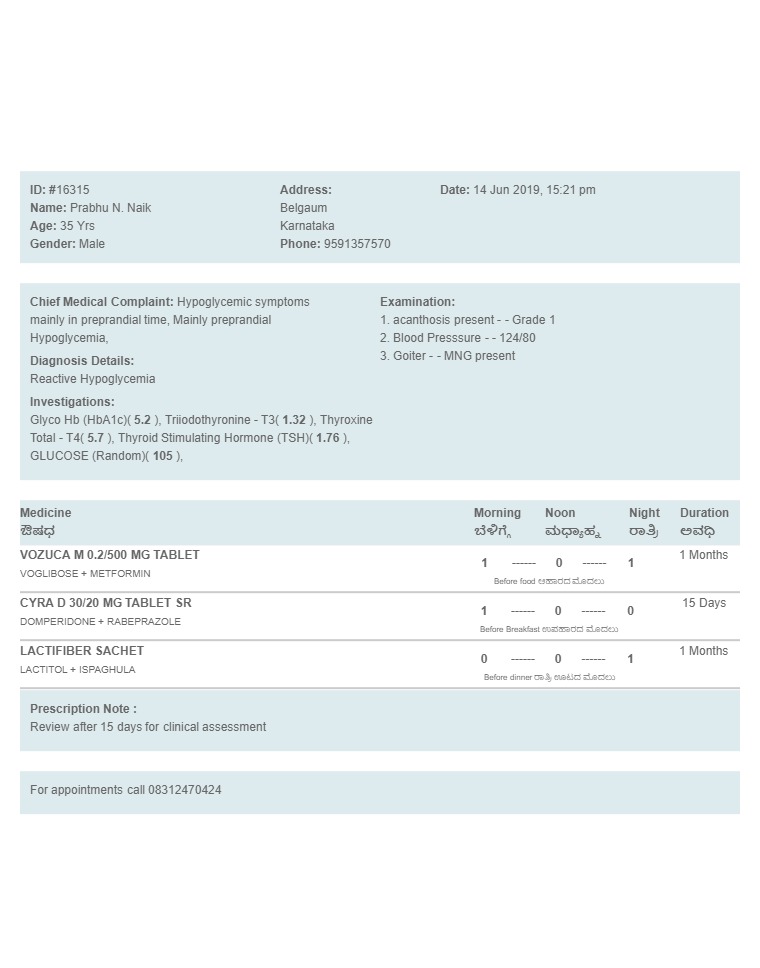 ID: #16315
Name: Prabhu N. Naik
Age: 35 Yrs
Gender: Male
Address:
Belgaum
Karnataka
Phone: 9591357570
Date: 14 Jun 2019, 15:21 pm
Chief Medical Complaint: Hypoglycemic symptoms
mainly in preprandial time, Mainly preprandial
Hypoglycemia,
Diagnosis Details:
Reactive Hypoglycemia
Investigations:
Glyco Hb (HbA1c)( 5.2 ), Triiodothyronine - T3( 1.32 ), Thyroxine
Total - T4( 5.7 ), Thyroid Stimulating Hormone (TSH)( 1.76 ),
GLUCOSE (Random)( 105 ),
Examination:
1. acanthosis present - - Grade 1
2. Blood Presssure - - 124/80
3. Goiter - - MNG present
Medicine Morning Noon Night Duration
ಔಷಧ ಬೆಳಿಗ್ಗೆ ಮಧ್ಯಾಹ್ನ ರಾತ್ರಿ ಅವಧಿ
VOZUCA M 0.2/500 MG TABLET 1 ------ 0 ------ 1 1 Months
VOGLIBOSE + METFORMIN
Before food ಆಹಾರದ ಮೊದಲು
CYRA D 30/20 MG TABLET SR 1 ------ 0 ------ 0 15 Days
DOMPERIDONE + RABEPRAZOLE
Before Breakfast ಉಪಹಾರದ ಮೊದಲು
LACTIFIBER SACHET 0 ------ 0 ------ 1 1 Months
LACTITOL + ISPAGHULA
Before dinner ರಾತ್ರಿ ಊಟದ ಮೊದಲು
Prescription Note :
Review after 15 days for clinical assessment
For appointments call 08312470424